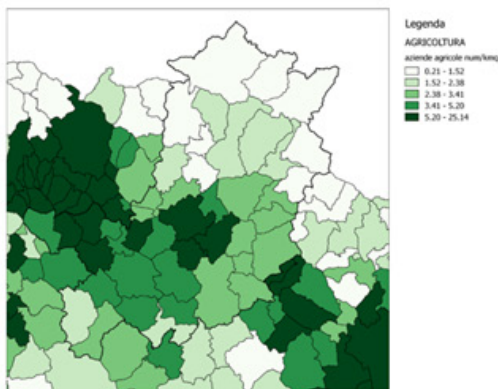 Legenda
AGRICOLTURA
aziende agricole num/kmq
0.21 - 1.52
1.52 - 2.38
2.38 - 3.41
3.41 - 5.20
5.20 - 25.14